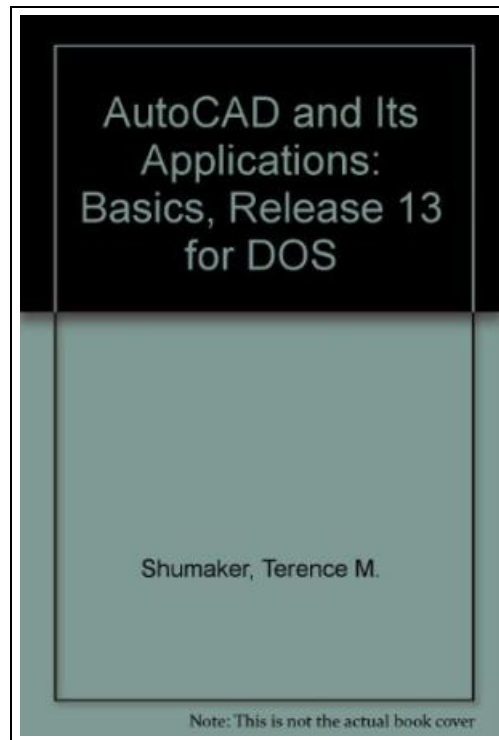 AutoCAD and Its
Applications:
Basics, Release 13
for DOS
Shumaker, Terence M.
Note: This is not the actual book cover